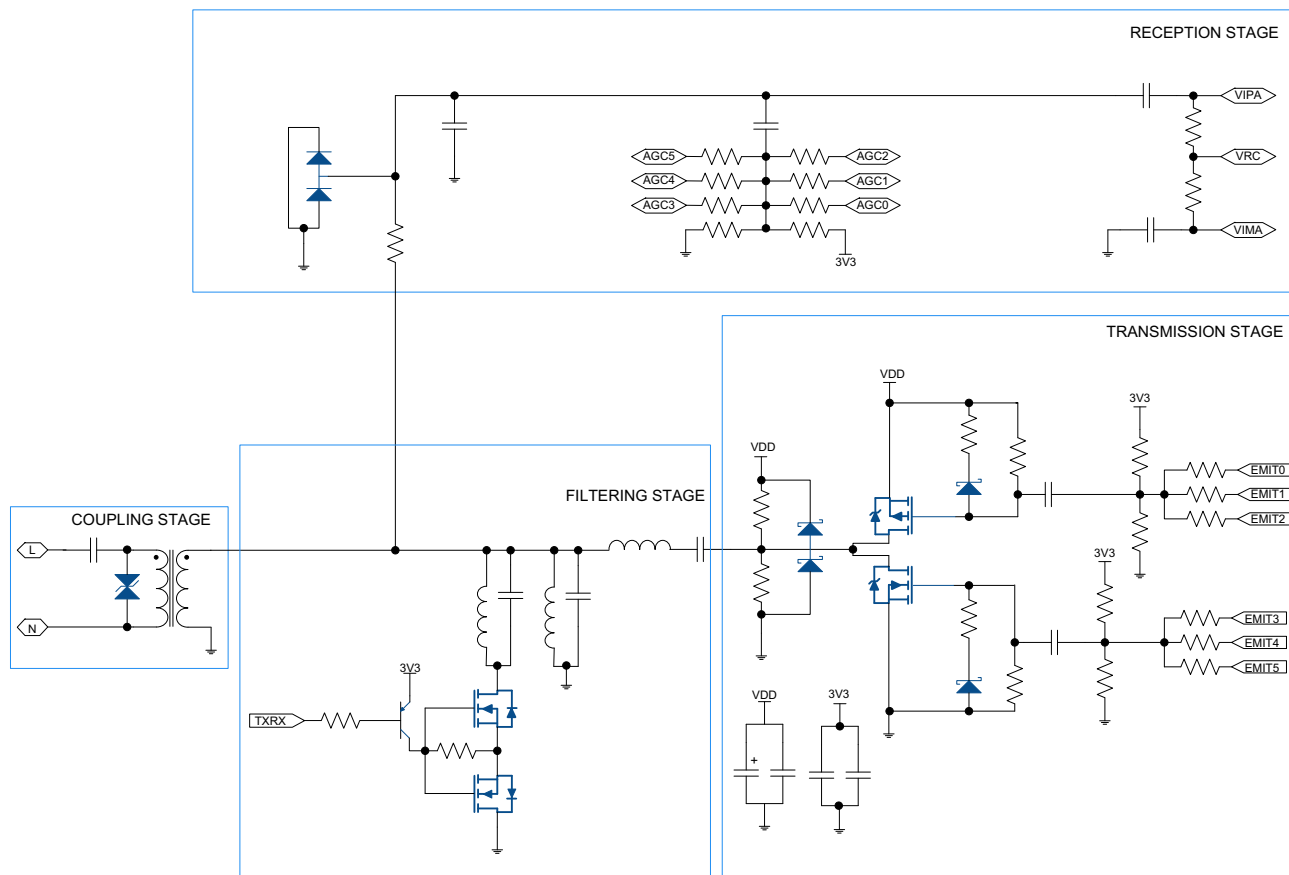 RECEPTION STAGE
VIPA
AGC5
AGC2
VRC
AGC4
AGC1
AGC3
AGC0
VIMA
3V3
TRANSMISSION STAGE
VDD
3V3
VDD
EMIT0
FILTERING STAGE
EMIT1
COUPLING STAGE
EMIT2
L
3V3
N
EMIT3
EMIT4
3V3
EMIT5
VDD
3V3
TXRX
+